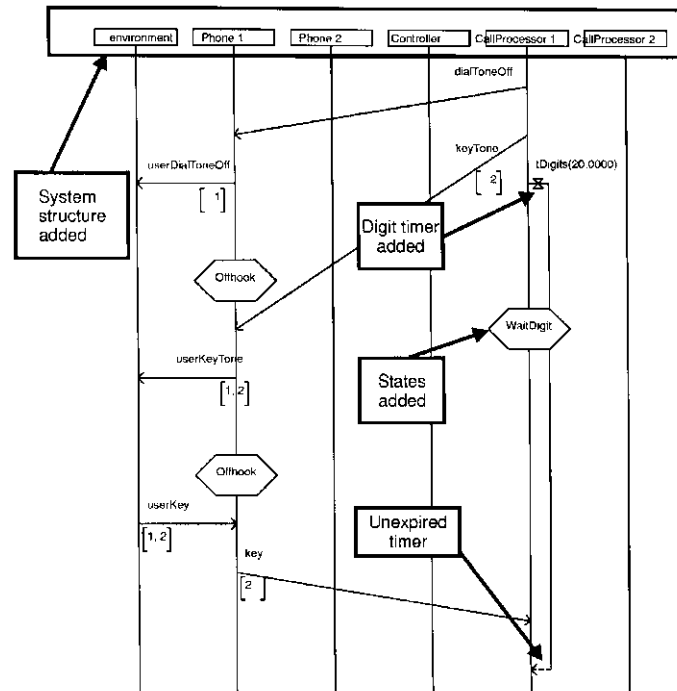 environment
Phone 1
Phone 2
Controller
CallProcessor 1
CallProcessor 2
dialToneOff
keyTone
userDialToneOff
tDigits(20.0000)
[ 1]
[ 2]
System
structure
added
Digit timer
added
Offhook
WaitDigit
userKeyTone
[1,2]
States
added
Offhook
userKey
[1,2]
Unexpired
timer
key
[2 ]